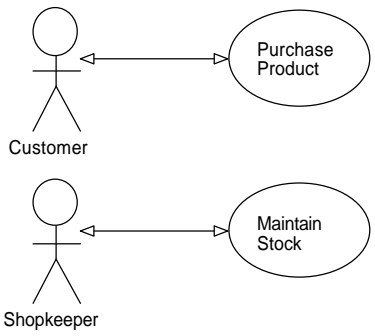 Purchase
Product
Customer
Maintain
Stock
Shopkeeper